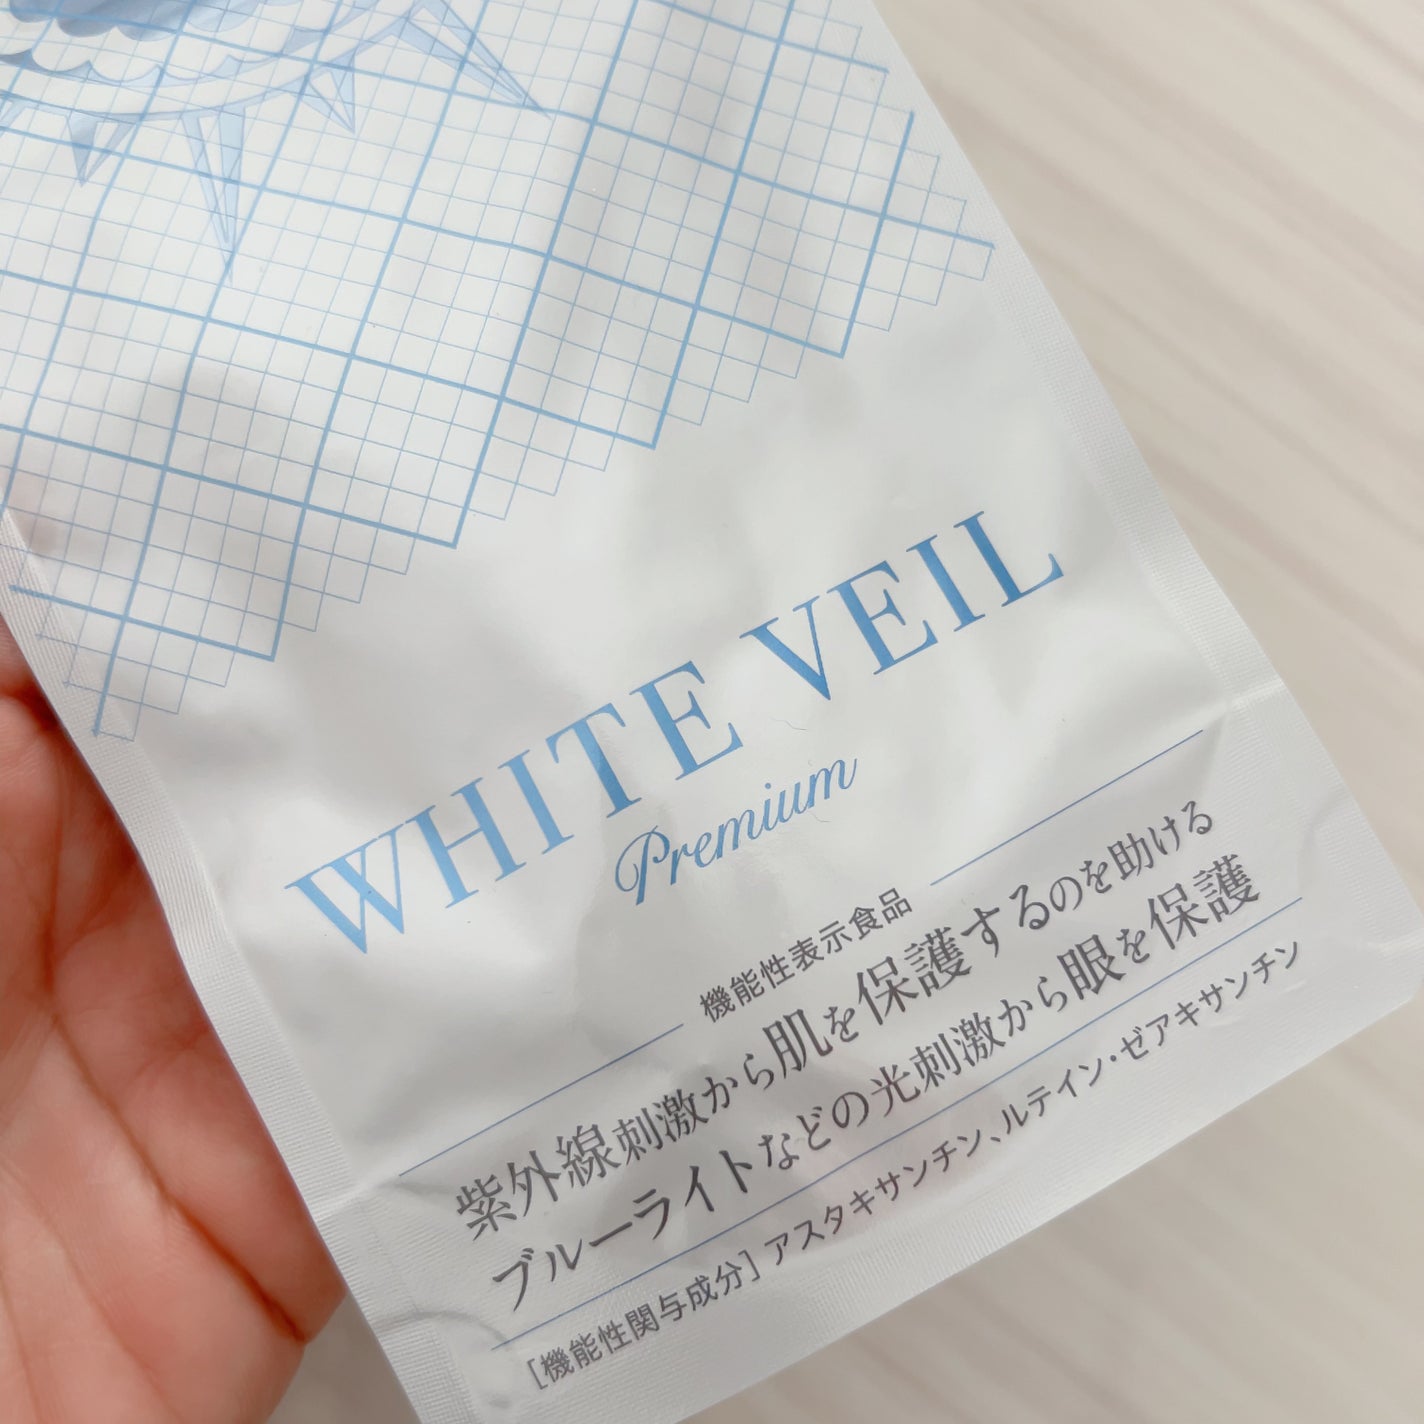 WHITE VEIL
Premium
機能性表示食品
紫外線刺激から肌を保護するのを助ける
ブルーライトなどの光刺激から眼を保護
[機能性関与成分] アスタキサンチン、ルテイン・ゼアキサンチン